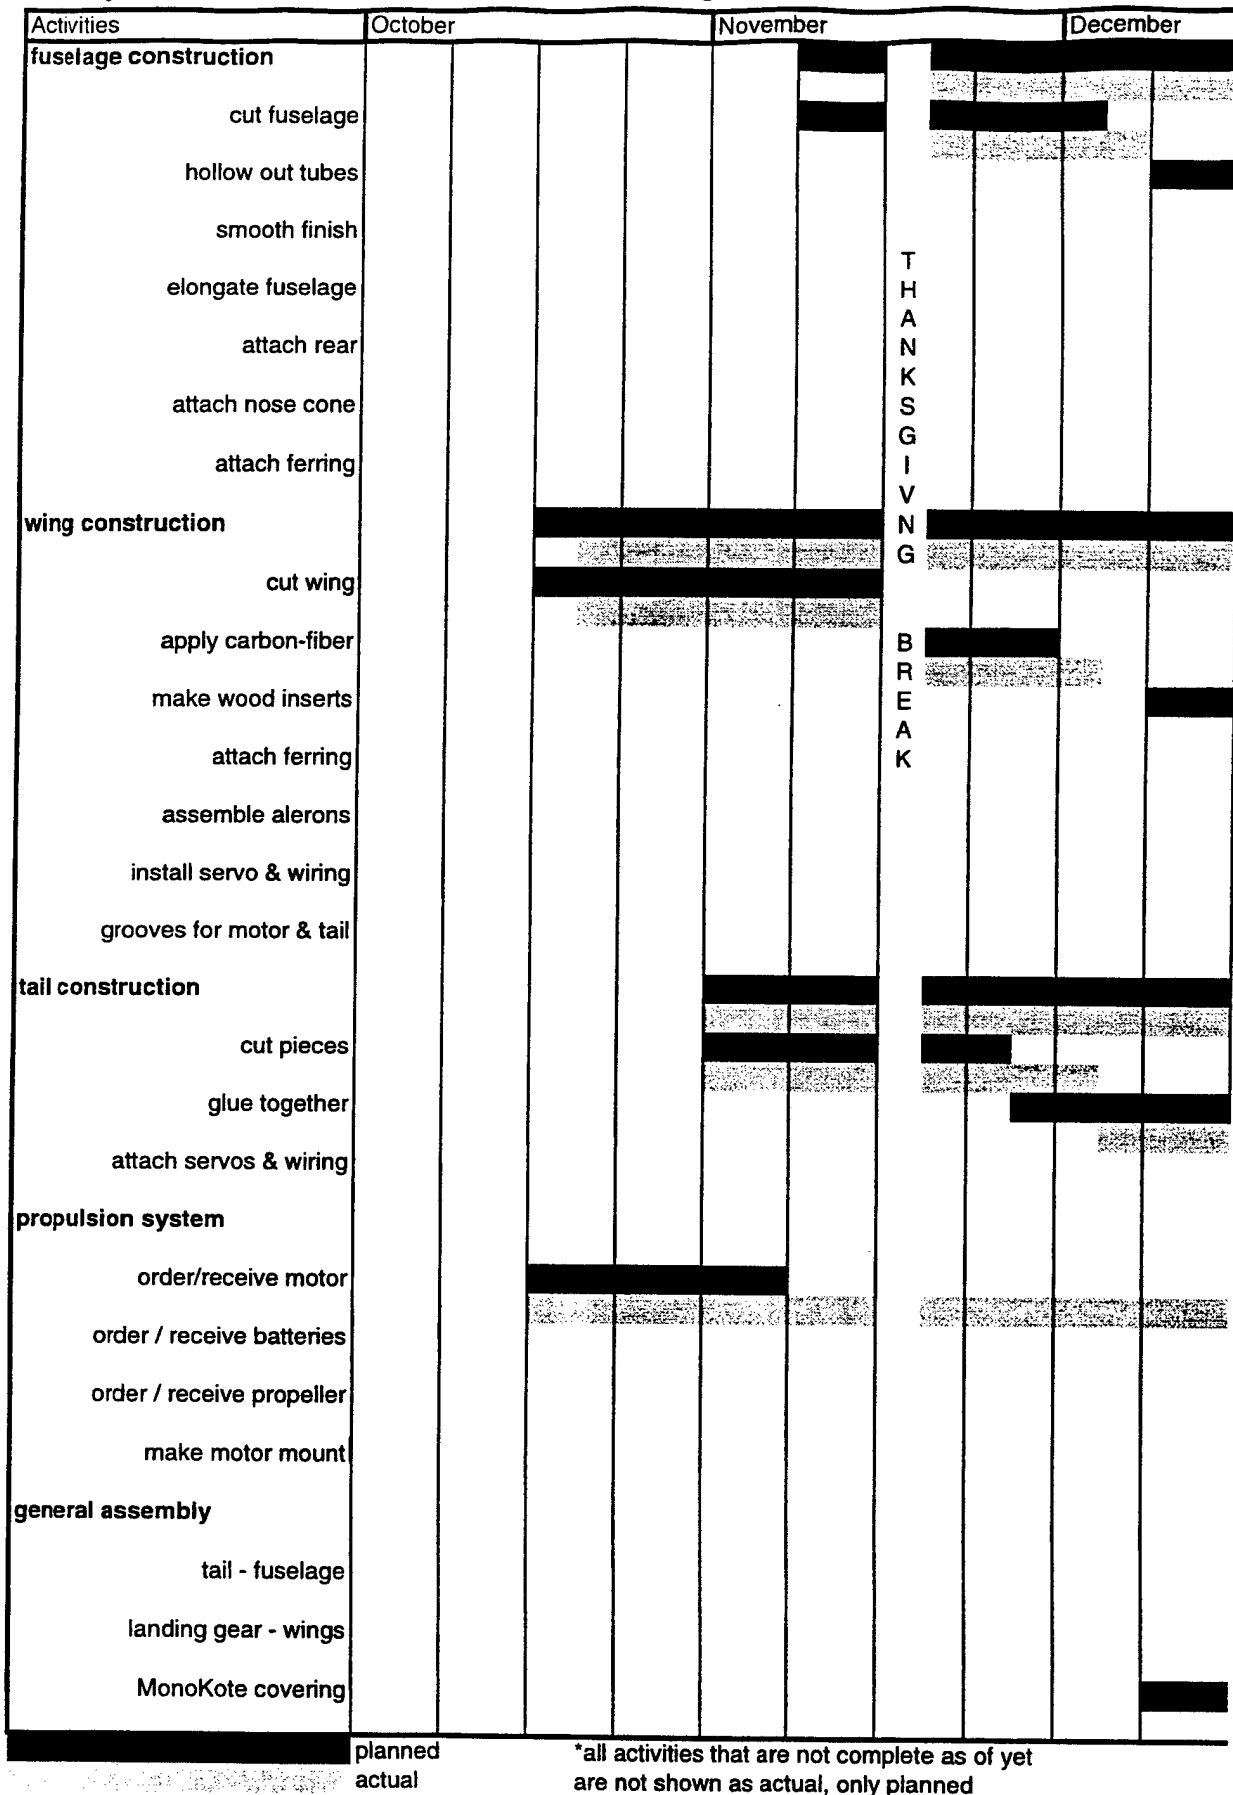 Activities October November December
fuselage construction
cut fuselage
hollow out tubes
smooth finish
elongate fuselage
attach rear
attach nose cone
attach ferring
wing construction
cut wing
apply carbon-fiber
make wood inserts
attach ferring
assemble alerons
install servo & wiring
grooves for motor & tail
tail construction
cut pieces
glue together
attach servos & wiring
propulsion system
order/receive motor
order / receive batteries
order / receive propeller
make motor mount
general assembly
tail - fuselage
landing gear - wings
MonoKote covering
THANKSGIVNG BREAK
planned
actual
*all activities that are not complete as of yet
are not shown as actual, only planned